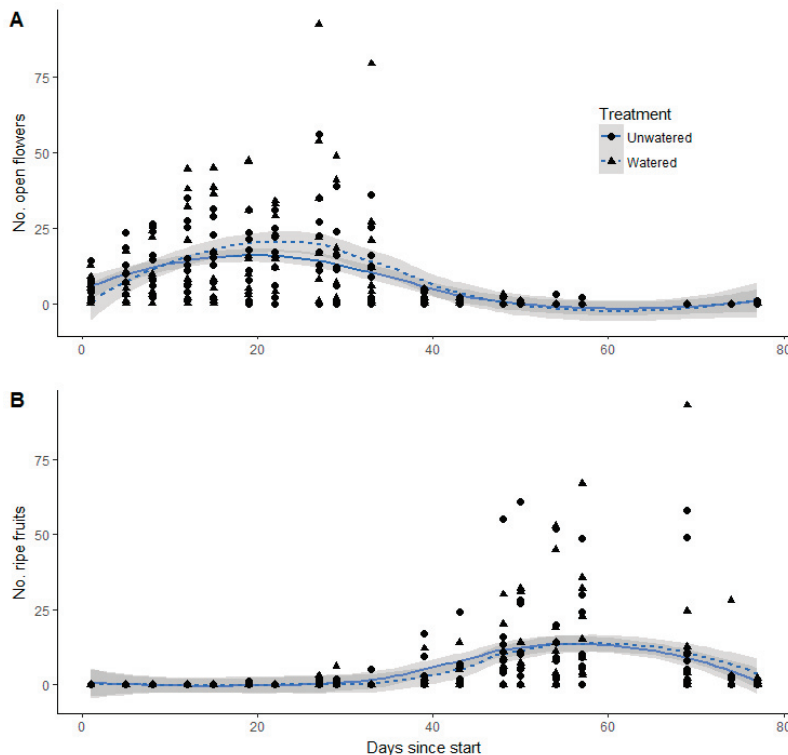 A
No. open flowers
75
50
25
0
Treatment
Unwatered
Watered
0 20 40 60 80
B
No. ripe fruits
75
50
25
0
0 20 40 60 80
Days since start